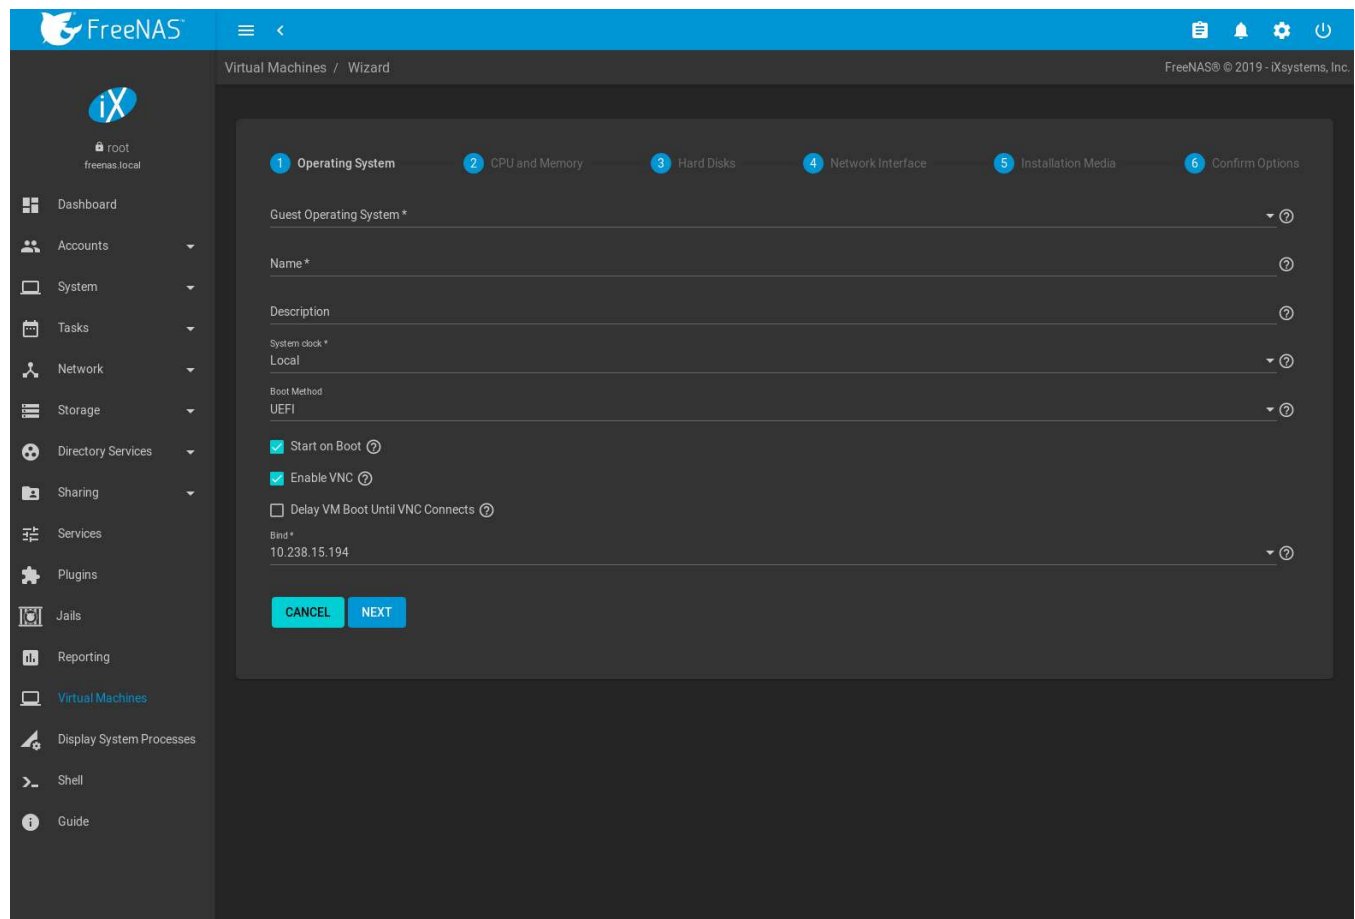 FreeNAS™
Virtual Machines / Wizard
FreeNAS® © 2019 - iXsystems, Inc.
iX
root
freenas.local
Dashboard
Accounts
System
Tasks
Network
Storage
Directory Services
Sharing
Services
Plugins
Jails
Reporting
Virtual Machines
Display System Processes
Shell
Guide
1 Operating System
2 CPU and Memory
3 Hard Disks
4 Network Interface
5 Installation Media
6 Confirm Options
Guest Operating System *
Name *
Description
System clock *
Local
Boot Method
UEFI
Start on Boot
Enable VNC
Delay VM Boot Until VNC Connects
Bind *
10.238.15.194
CANCEL NEXT